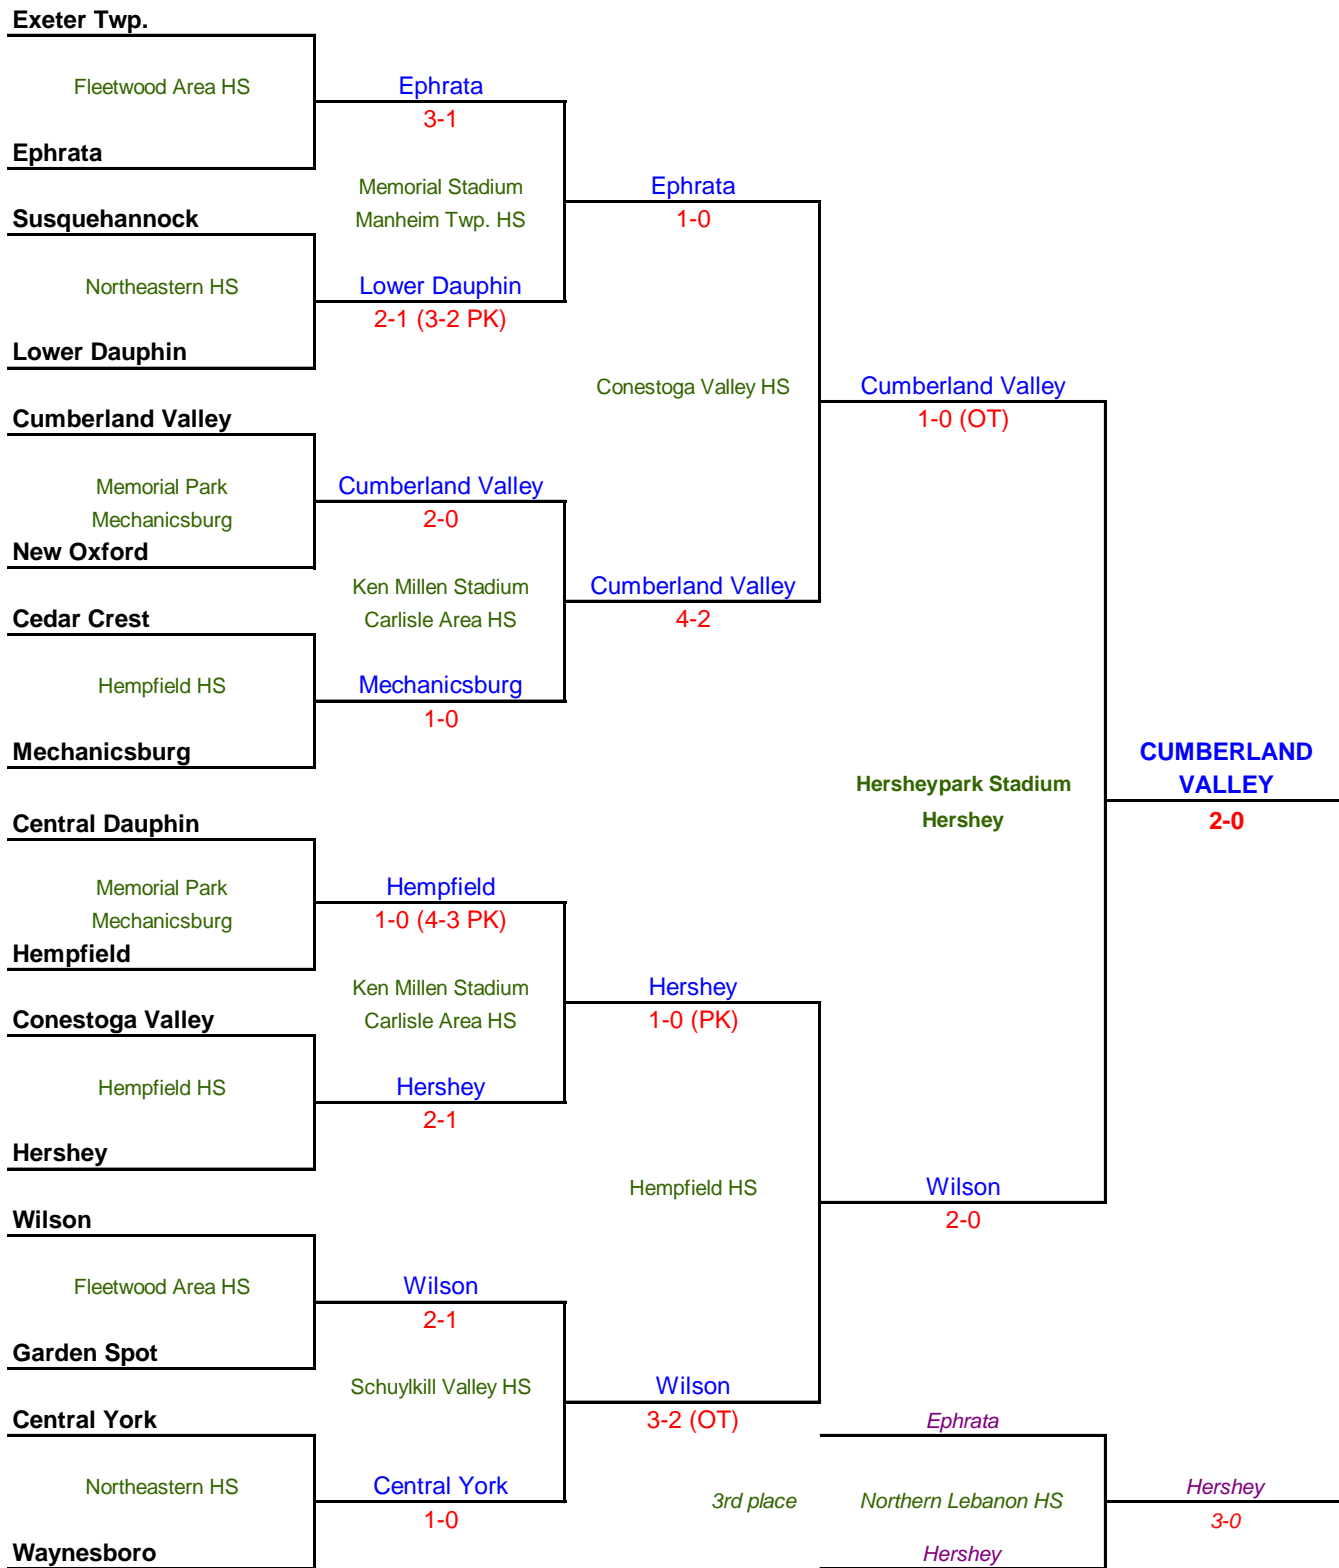 Exeter Twp.
Fleetwood Area HS
Ephrata
3-1
Ephrata
Memorial Stadium
Manheim Twp. HS
Ephrata
1-0
Susquehannock
Northeastern HS
Lower Dauphin
2-1 (3-2 PK)
Lower Dauphin
Conestoga Valley HS
Cumberland Valley
1-0 (OT)
Cumberland Valley
Memorial Park
Mechanicsburg
Cumberland Valley
2-0
New Oxford
Ken Millen Stadium
Carlisle Area HS
Cumberland Valley
4-2
Cedar Crest
Hempfield HS
Mechanicsburg
1-0
Mechanicsburg
Hersheypark Stadium
Hershey
CUMBERLAND
VALLEY
2-0
Central Dauphin
Memorial Park
Mechanicsburg
Hempfield
1-0 (4-3 PK)
Hempfield
Ken Millen Stadium
Carlisle Area HS
Hershey
1-0 (PK)
Conestoga Valley
Hempfield HS
Hershey
2-1
Hershey
Hempfield HS
Wilson
2-0
Wilson
Fleetwood Area HS
Wilson
2-1
Garden Spot
Schuylkill Valley HS
Wilson
3-2 (OT)
Central York
Northeastern HS
Central York
1-0
Waynesboro
Ephrata
3rd place
Northern Lebanon HS
Hershey
3-0
Hershey